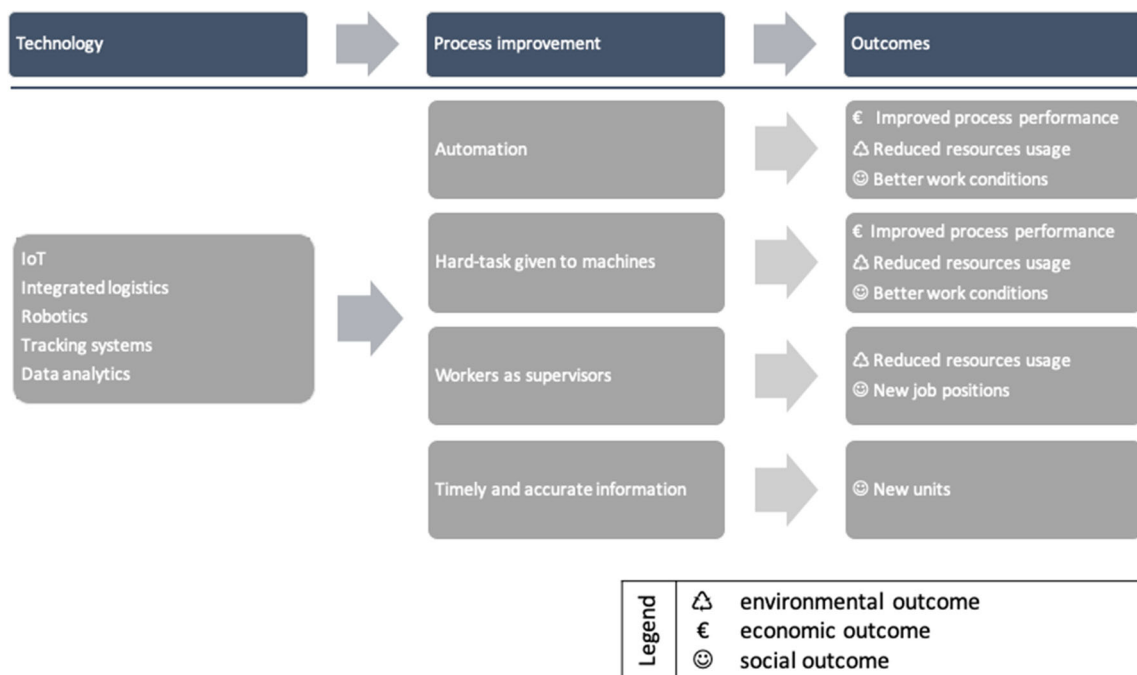 Technology
Process improvement
Outcomes
IoT
Integrated logistics
Robotics
Tracking systems
Data analytics
Automation
€ Improved process performance
♺ Reduced resources usage
☺ Better work conditions
Hard-task given to machines
€ Improved process performance
♺ Reduced resources usage
☺ Better work conditions
Workers as supervisors
♺ Reduced resources usage
☺ New job positions
Timely and accurate information
☺ New units
Legend
♺ environmental outcome
€ economic outcome
☺ social outcome